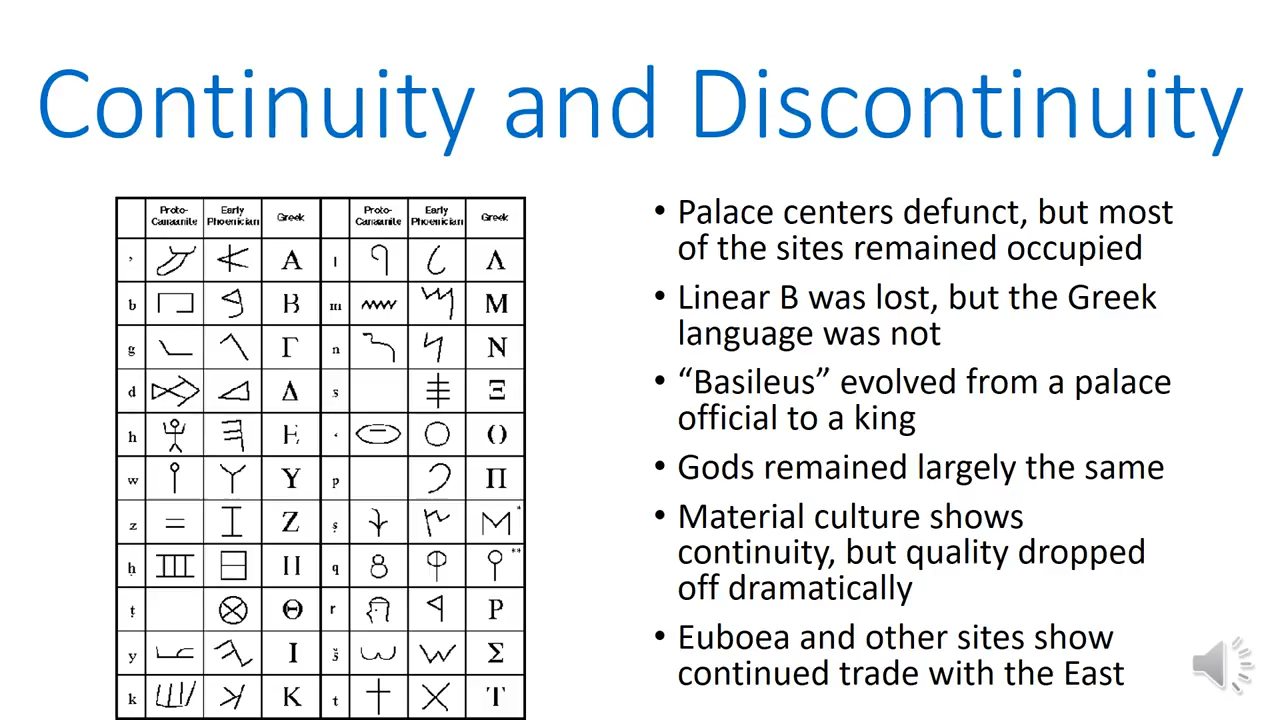 Continuity and Discontinuity
Proto-Canaanite Early Phoenician Greek Proto-Canaanite Early Phoenician Greek
’ Α l Λ
b Β m Μ
g Γ n Ν
d Δ s Ξ
h Ε ‘ Ο
w Υ p Π
z Ζ ṣ Μ *
ḥ Η q **
ṭ Θ r Ρ
y Ι š Σ
k Κ t Τ
• Palace centers defunct, but most
of the sites remained occupied
• Linear B was lost, but the Greek
language was not
• “Basileus” evolved from a palace
official to a king
• Gods remained largely the same
• Material culture shows
continuity, but quality dropped
off dramatically
• Euboea and other sites show
continued trade with the East